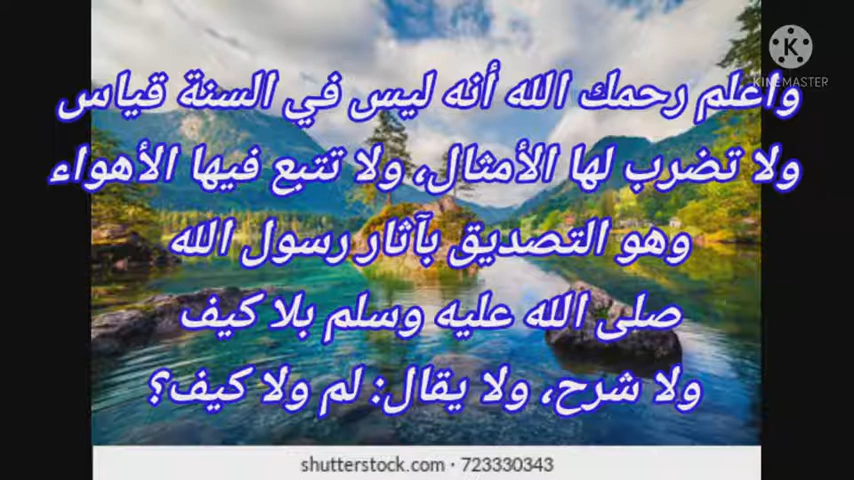 K
KINEMASTER
واعلم رحمك الله أنه ليس في السنة قياس
ولا تضرب لها الأمثال، ولا تتبع فيها الأهواء
وهو التصديق بآثار رسول الله
صلى الله عليه وسلم بلا كيف
ولا شرح، ولا يقال: لم ولا كيف؟
shutterstock.com · 723330343